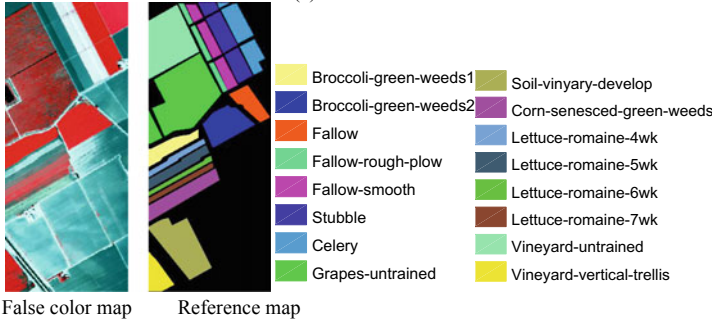 Broccoli-green-weeds1
Broccoli-green-weeds2
Fallow
Fallow-rough-plow
Fallow-smooth
Stubble
Celery
Grapes-untrained
Soil-vinyary-develop
Corn-senesced-green-weeds
Lettuce-romaine-4wk
Lettuce-romaine-5wk
Lettuce-romaine-6wk
Lettuce-romaine-7wk
Vineyard-untrained
Vineyard-vertical-trellis
False color map
Reference map